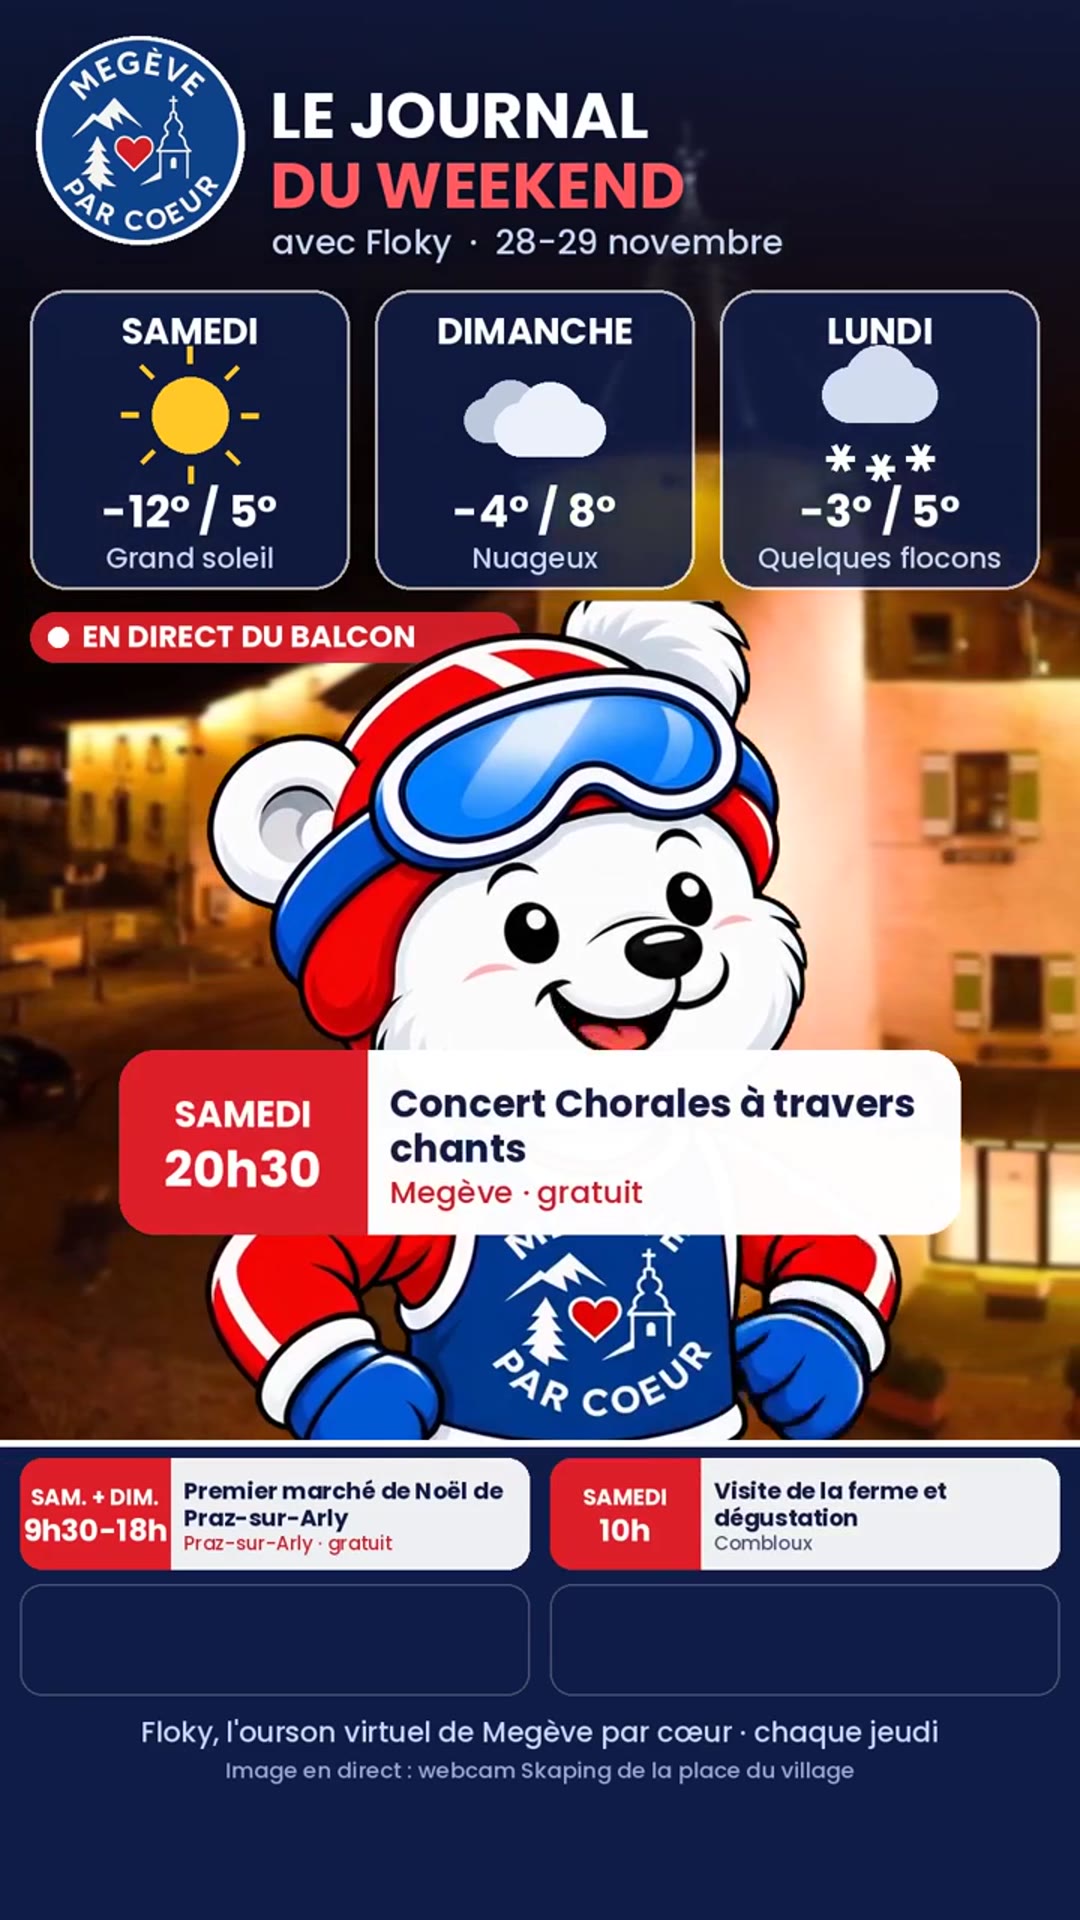 MEGÈVE
PAR COEUR
LE JOURNAL
DU WEEKEND
avec Floky · 28-29 novembre
SAMEDI
-12° / 5°
Grand soleil
DIMANCHE
-4° / 8°
Nuageux
LUNDI
-3° / 5°
Quelques flocons
EN DIRECT DU BALCON
SAMEDI
20h30
Concert Chorales à travers
chants
Megève · gratuit
PAR COEUR
SAM. + DIM.
9h30-18h
Premier marché de Noël de
Praz-sur-Arly
Praz-sur-Arly · gratuit
SAMEDI
10h
Visite de la ferme et
dégustation
Combloux
Floky, l'ourson virtuel de Megève par cœur · chaque jeudi
Image en direct : webcam Skaping de la place du village